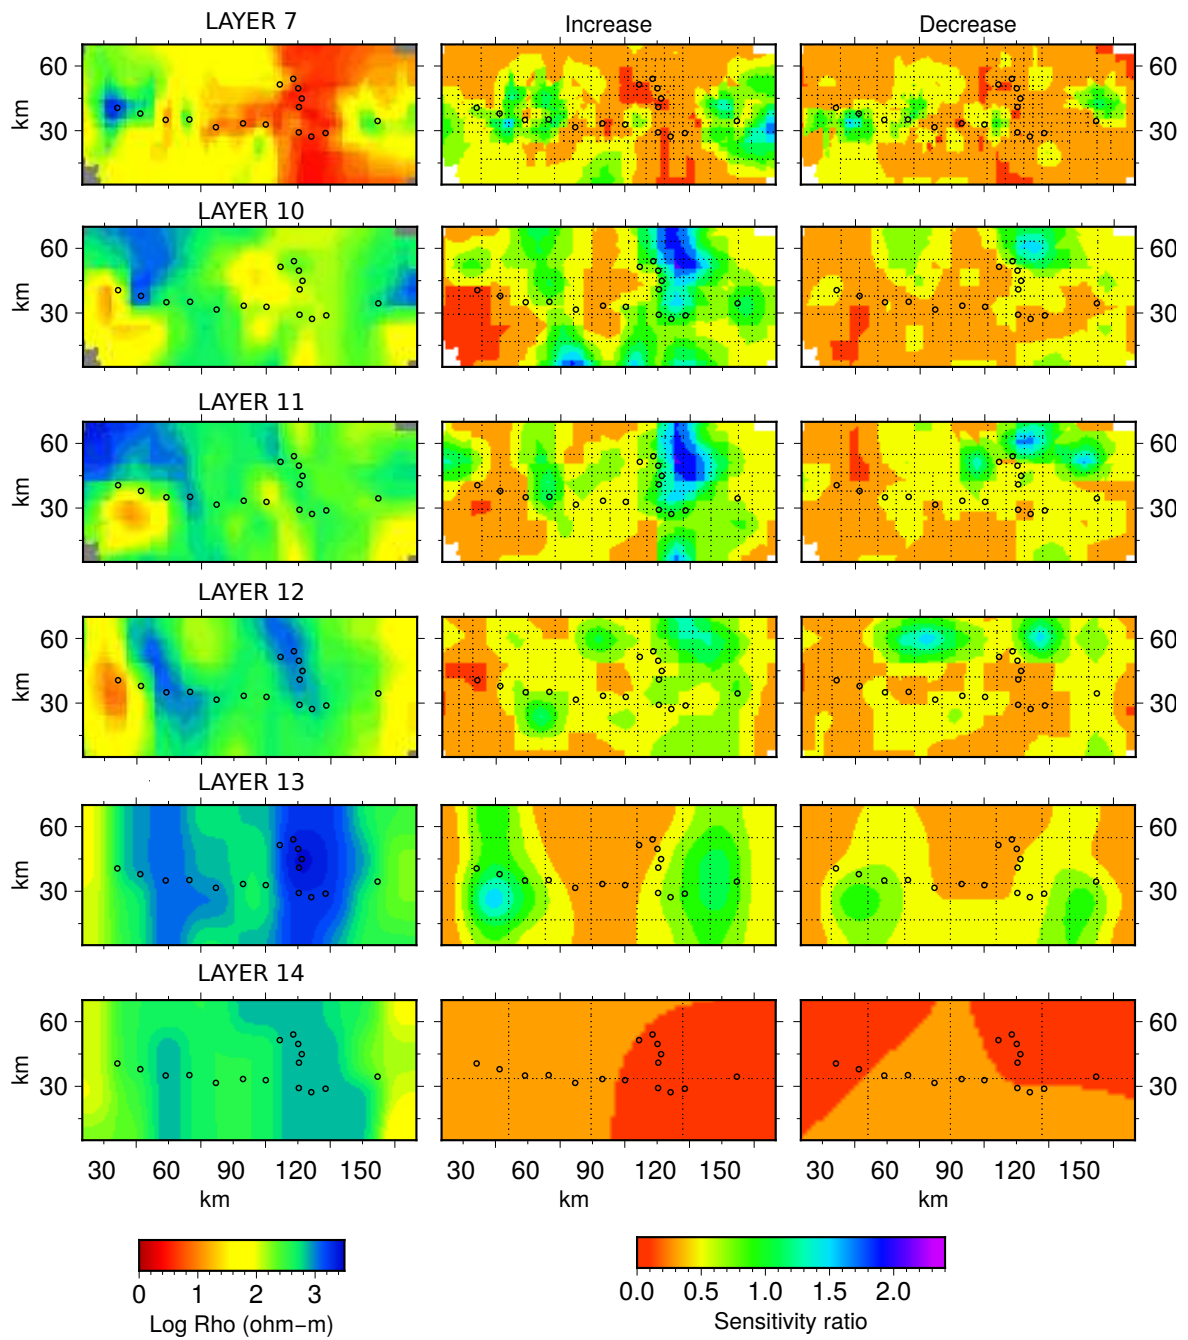 LAYER 7 Increase Decrease
60 60
km
30 30
LAYER 10
60 60
km
30 30
LAYER 11
60 60
km
30 30
LAYER 12
60 60
km
30 30
LAYER 13
60 60
km
30 30
LAYER 14
60 60
km
30 30
30 60 90 120 150 30 60 90 120 150 30 60 90 120 150
km km km
0 1 2 3 0.0 0.5 1.0 1.5 2.0
Log Rho (ohm−m) Sensitivity ratio